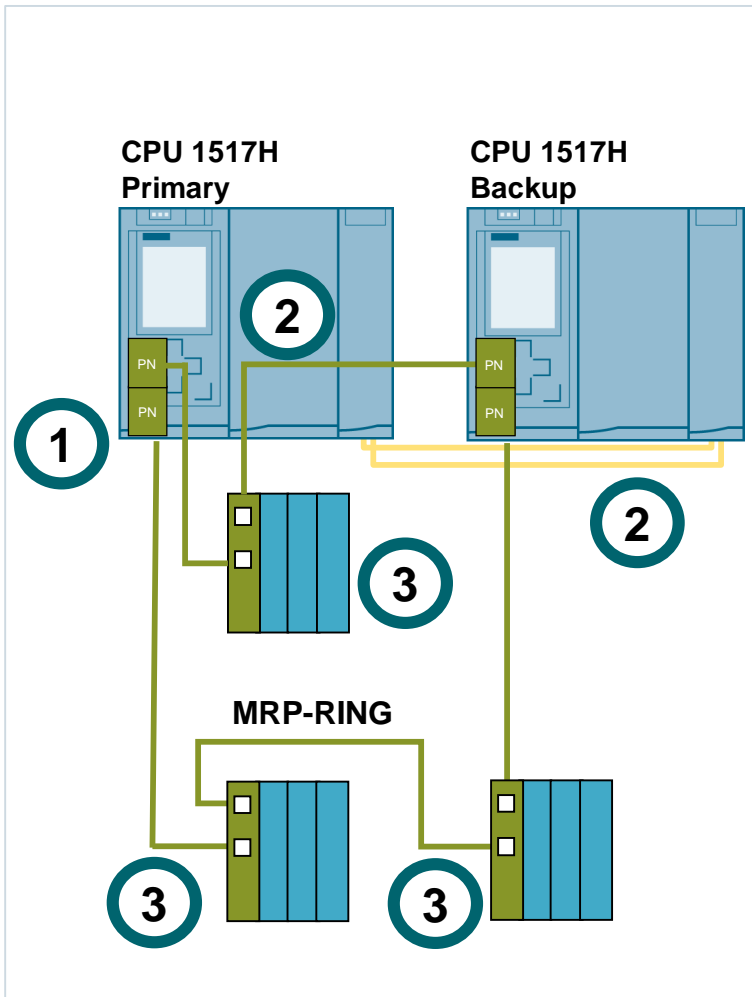 CPU 1517H
Primary
CPU 1517H
Backup
2
PN
PN
PN
PN
1
2
3
MRP-RING
3
3